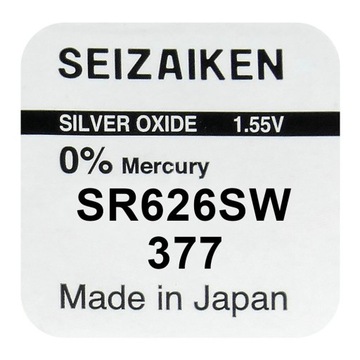 SEIZAIKEN
SILVER OXIDE 1.55V
0% Mercury
SR626SW
377
Made in Japan